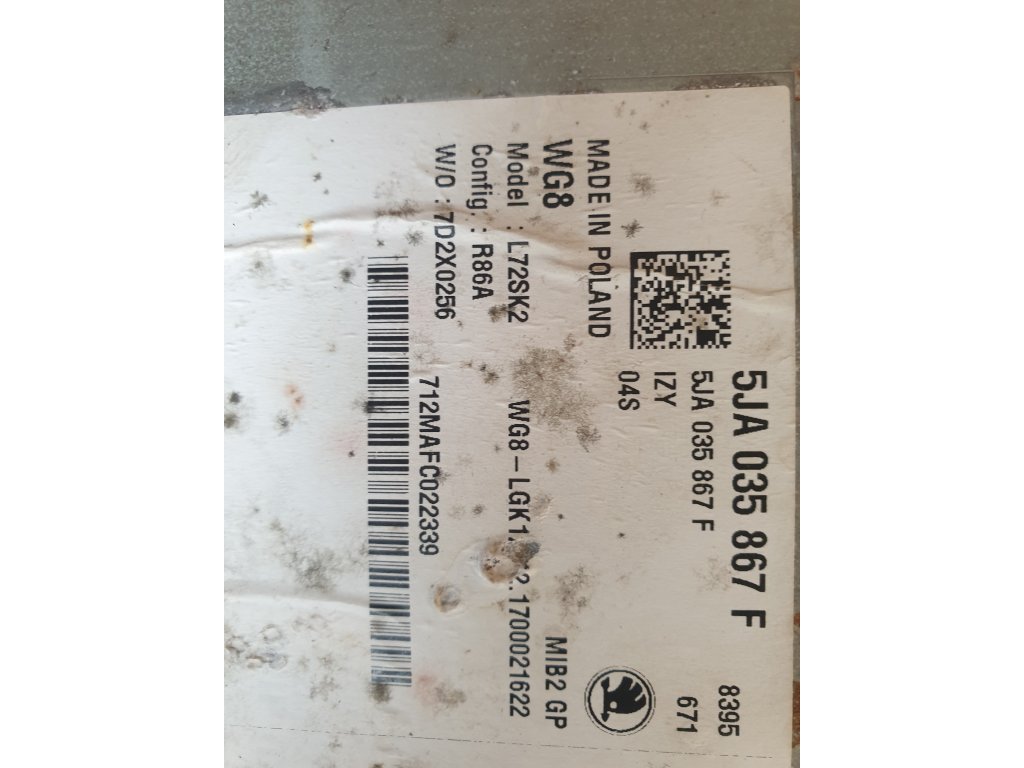 5JA 035 867 F
8395
5JA 035 867 F
671
IZY
04S
MADE IN POLAND
WG8
MIB2 GP
Model : L72SK2
Config. : R86A
W/O : 7D2X0256
712MAFC022339